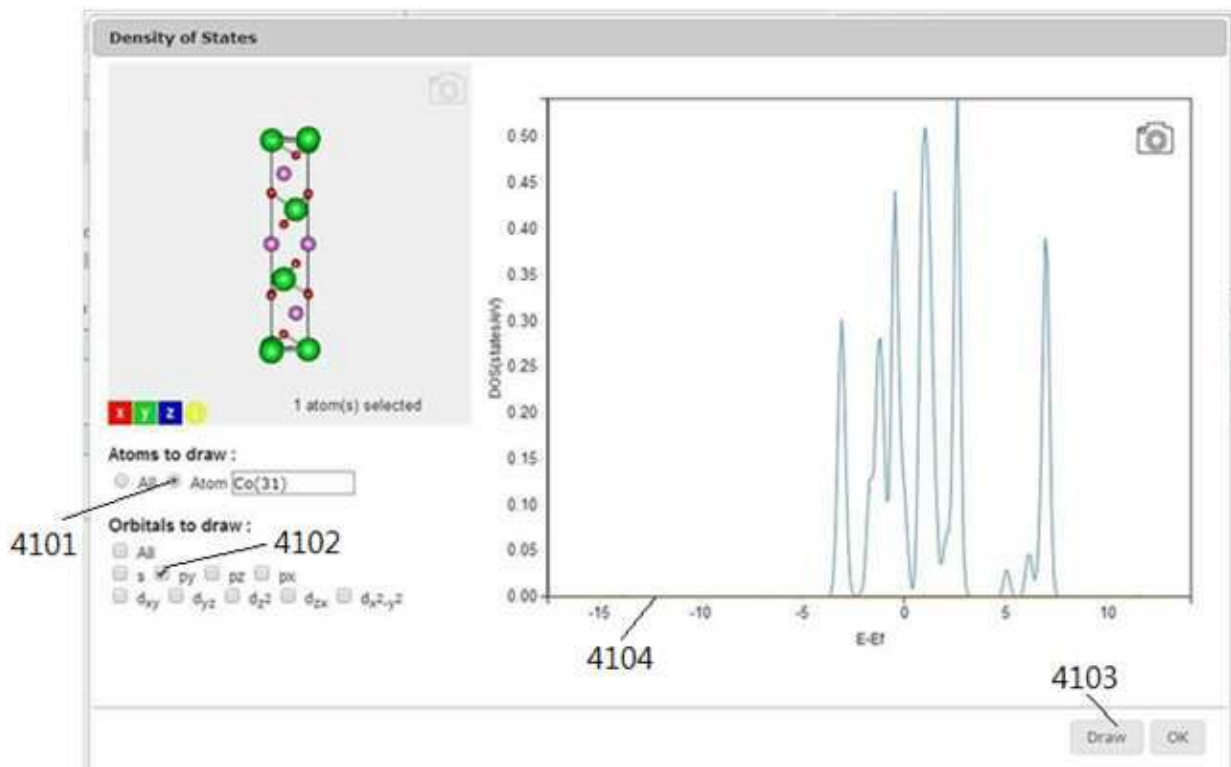 Density of States
x y z
1 atom(s) selected
Atoms to draw :
All Atom Co(31)
4101
Orbitals to draw :
4102
All
s py pz px
dxy dyz dz² dzx dx²-y²
DOS(states/eV)
0.50
0.45
0.40
0.35
0.30
0.25
0.20
0.15
0.10
0.05
0.00
-15 -10 -5 0 5 10
E-Ef
4104
4103
Draw OK